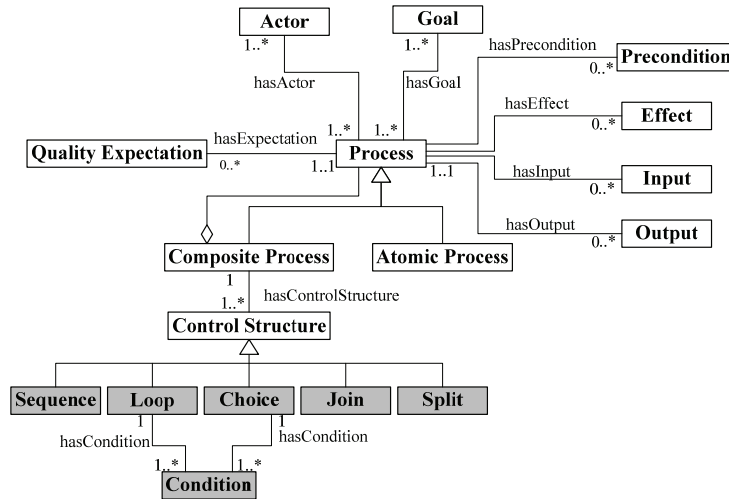 Actor
Goal
1..*
1..*
hasPrecondition
Precondition
0..*
hasActor
hasGoal
hasEffect
Effect
0..*
1..*
1..*
hasExpectation
Quality Expectation
Process
0..*
1..1
1..1
hasInput
Input
0..*
hasOutput
Output
0..*
Composite Process
Atomic Process
1
hasControlStructure
1..*
Control Structure
Sequence
Loop
Choice
Join
Split
1
1
hasCondition
hasCondition
1..*
1..*
Condition